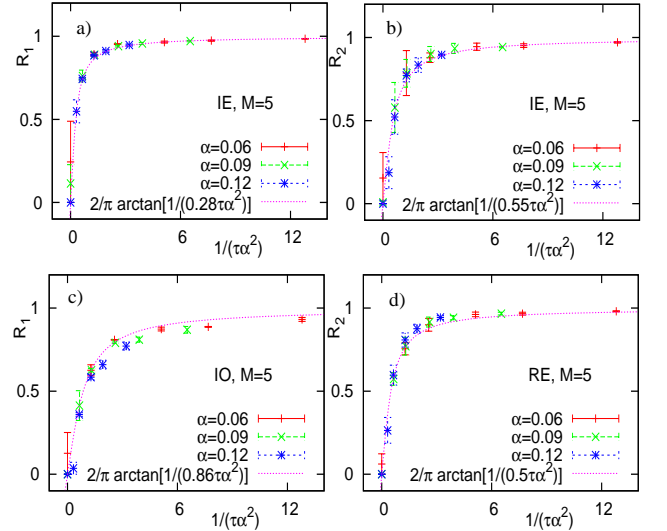 a)
R₁
1
0.5
0
IE, M=5
α=0.06
α=0.09
α=0.12
2/π arctan[1/(0.28τα²)]
0 6 12
1/(τα²)
b)
R₂
1
0.5
0
IE, M=5
α=0.06
α=0.09
α=0.12
2/π arctan[1/(0.55τα²)]
0 6 12
1/(τα²)
c)
R₁
1
0.5
0
IO, M=5
α=0.06
α=0.09
α=0.12
2/π arctan[1/(0.86τα²)]
0 6 12
1/(τα²)
d)
R₂
1
0.5
0
RE, M=5
α=0.06
α=0.09
α=0.12
2/π arctan[1/(0.5τα²)]
0 6 12
1/(τα²)